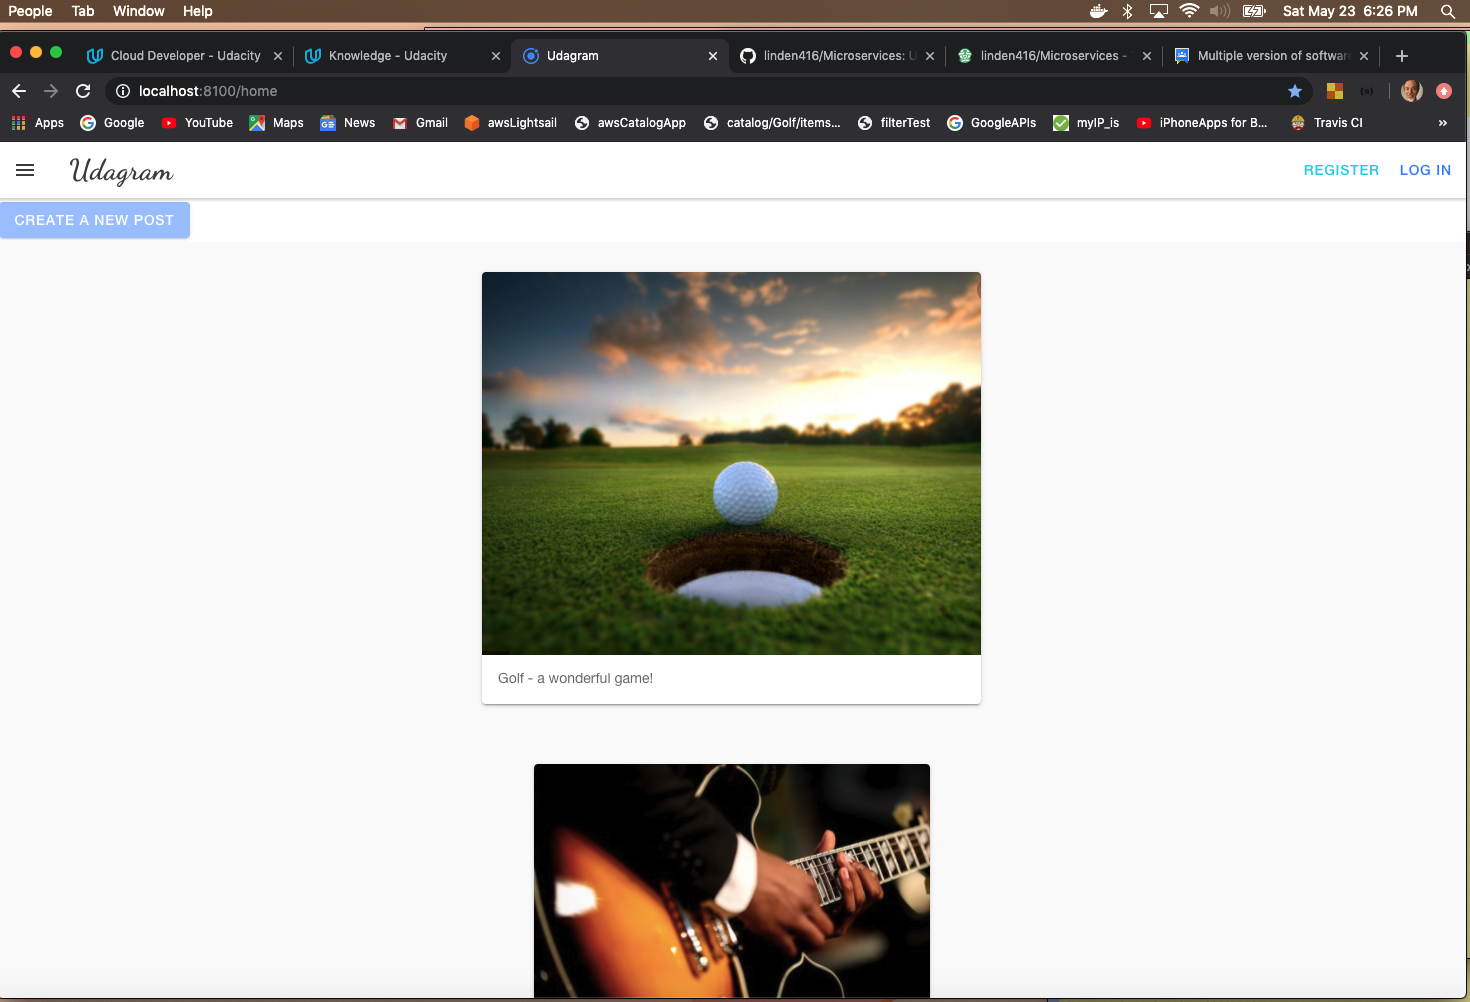 People Tab Window Help Sat May 23 6:26 PM
Cloud Developer - Udacity Knowledge - Udacity Udagram linden416/Microservices: U linden416/Microservices - Multiple version of softwar
localhost:8100/home
Apps Google YouTube Maps News Gmail awsLightsail awsCatalogApp catalog/Golf/items... filterTest GoogleAPIs myIP_is iPhoneApps for B... Travis CI »
Udagram REGISTER LOG IN
CREATE A NEW POST
Golf - a wonderful game!